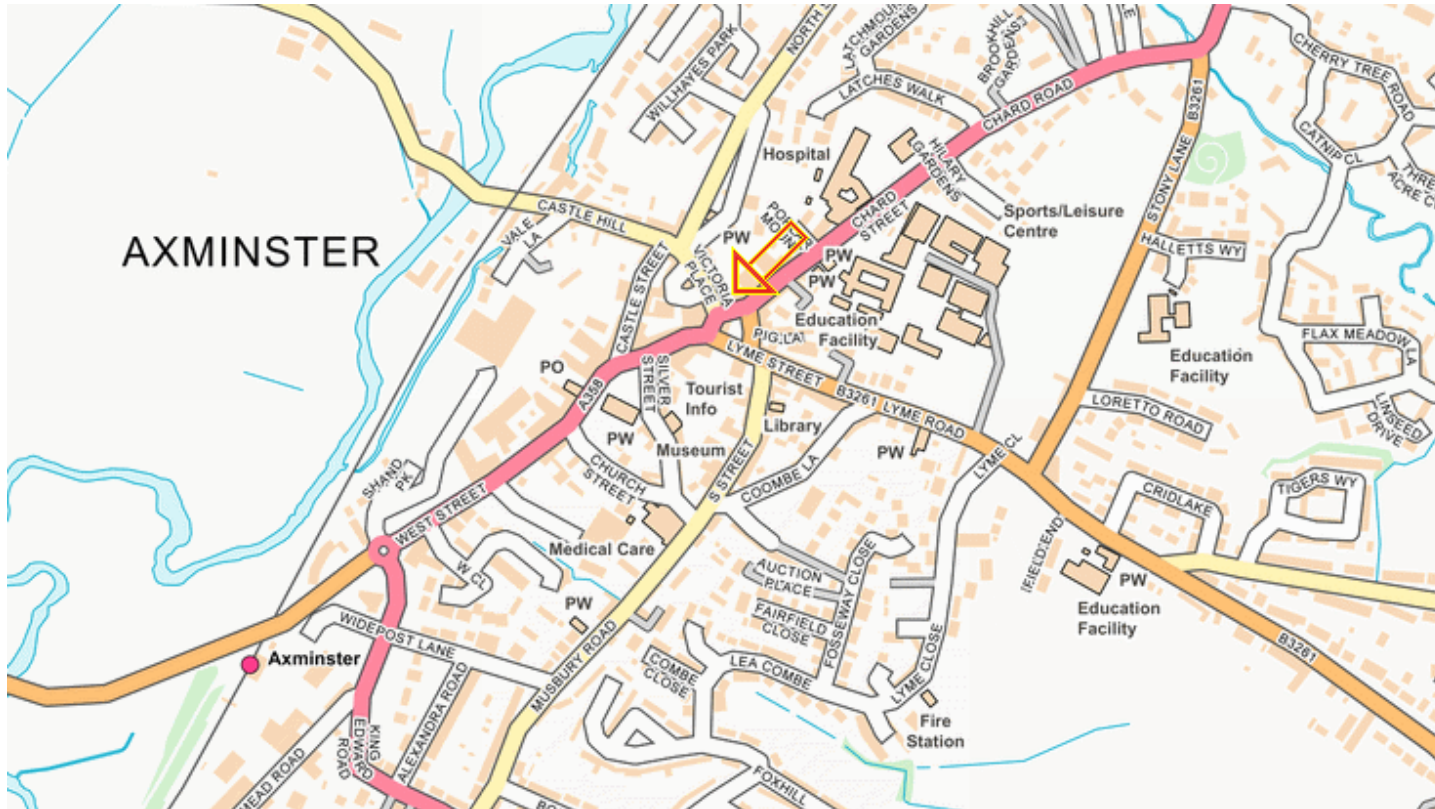 AXMINSTER
WILLHAYES PARK
LATCHMOUNT
GARDENS
LATCHES WALK
BROOKHILL
GARDENS
CHARD ROAD
CHERRY TREE
ROAD
CATNIP CL
THREE
ACRE
STONY LANE B3261
Hospital
HILARY
GARDENS
CASTLE HILL
VALE
LA
PW
VICTORIA
PLACE
CHARD
STREET
Sports/Leisure
Centre
HALLETTS WY
PW
PW
CASTLE STREET
Education
Facility
LYME STREET
B3261
LYME ROAD
Education
Facility
FLAX MEADOW LA
LINSEED
DRIVE
LORETTO ROAD
PO
A358
SILVER
STREET
Tourist
Info
Library
PW
Museum
PW
S STREET
COOMBE LA
LYME CL
CHURCH
STREET
SHAND
PK
WEST STREET
W CL
Medical Care
CRIDLAKE
TIGERS WY
AUCTION
PLACE
FAIRFIELD
CLOSE
FOSSEWAY CLOSE
PW
Education
Facility
B3261
PW
WIDEPOST LANE
MUSBURY ROAD
Axminster
COMBE
CLOSE
LEA COMBE
LYME CLOSE
Fire
Station
ALEXANDRA ROAD
KING
EDWARD
ROAD
MEAD ROAD
FOXHILL